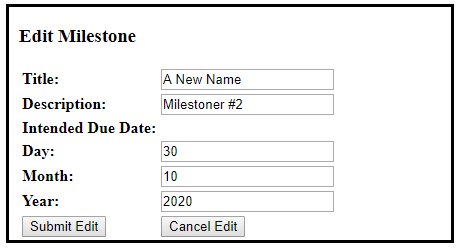 Edit Milestone
Title: A New Name
Description: Milestoner #2
Intended Due Date:
Day: 30
Month: 10
Year: 2020
Submit Edit Cancel Edit